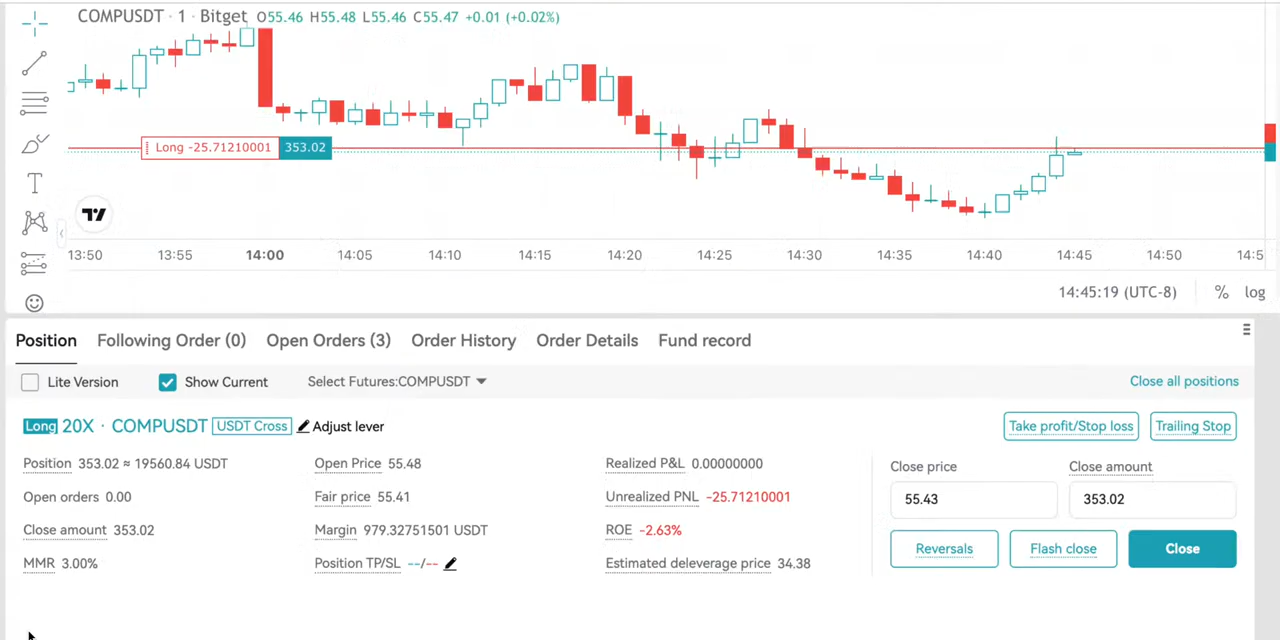 COMPUSDT · 1 · Bitget O55.46 H55.48 L55.46 C55.47 +0.01 (+0.02%)
Long -25.71210001 353.02
13:50 13:55 14:00 14:05 14:10 14:15 14:20 14:25 14:30 14:35 14:40 14:45 14:50 14:5
14:45:19 (UTC-8) % log
Position Following Order (0) Open Orders (3) Order History Order Details Fund record
Lite Version Show Current Select Futures:COMPUSDT Close all positions
Long 20X · COMPUSDT USDT Cross Adjust lever Take profit/Stop loss Trailing Stop
Position 353.02 ≈ 19560.84 USDT Open Price 55.48 Realized P&L 0.00000000 Close price Close amount
Open orders 0.00 Fair price 55.41 Unrealized PNL -25.71210001 55.43 353.02
Close amount 353.02 Margin 979.32751501 USDT ROE -2.63%
Reversals Flash close Close
MMR 3.00% Position TP/SL --/-- Estimated deleverage price 34.38